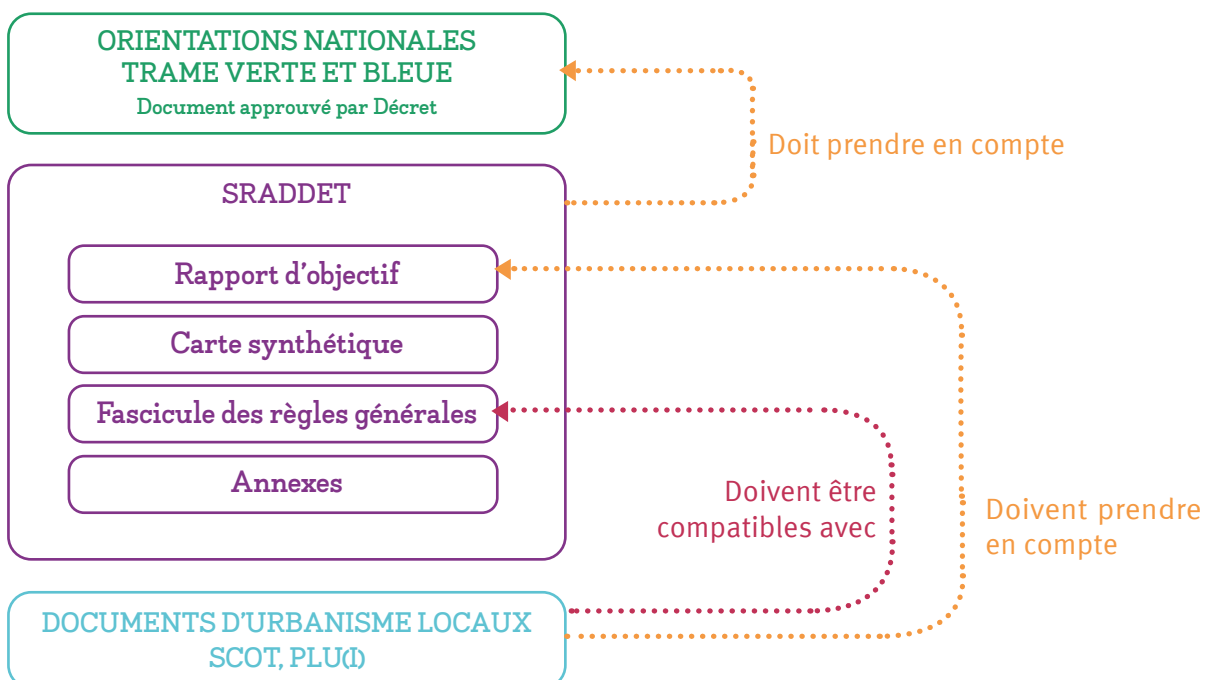 ORIENTATIONS NATIONALES
TRAME VERTE ET BLEUE
Document approuvé par Décret
Doit prendre en compte
SRADDET
Rapport d'objectif
Carte synthétique
Fascicule des règles générales
Annexes
Doivent être
compatibles avec
Doivent prendre
en compte
DOCUMENTS D'URBANISME LOCAUX
SCOT, PLU(I)